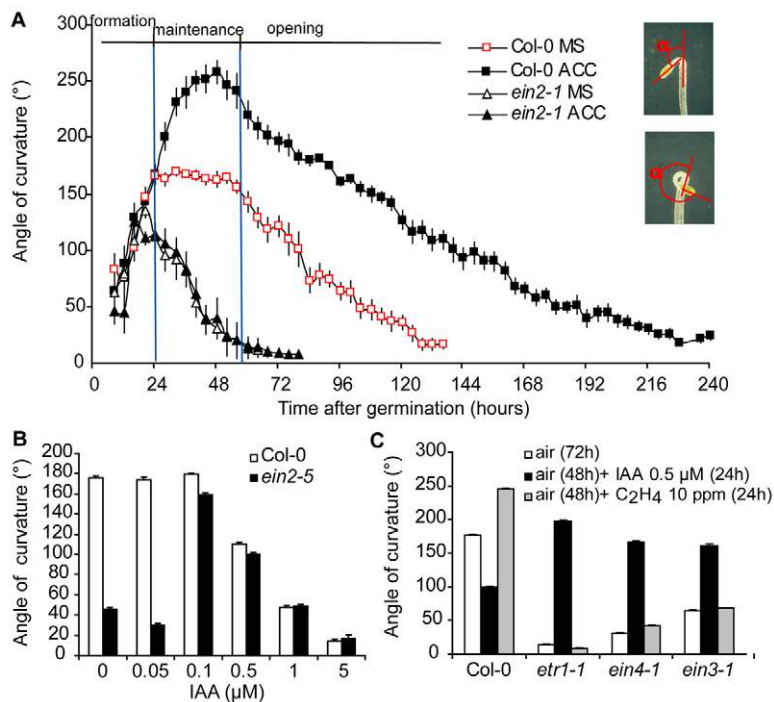 A
formation maintenance opening
Angle of curvature (°)
300
250
200
150
100
50
0
Col-0 MS
Col-0 ACC
ein2-1 MS
ein2-1 ACC
α
α
0 24 48 72 96 120 144 168 192 216 240
Time after germination (hours)
B
Angle of curvature (°)
180
160
140
120
100
80
60
40
20
0
Col-0
ein2-5
0 0.05 0.1 0.5 1 5
IAA (µM)
C
Angle of curvature (°)
300
250
200
150
100
50
0
air (72h)
air (48h)+ IAA 0.5 µM (24h)
air (48h)+ C2H4 10 ppm (24h)
Col-0 etr1-1 ein4-1 ein3-1